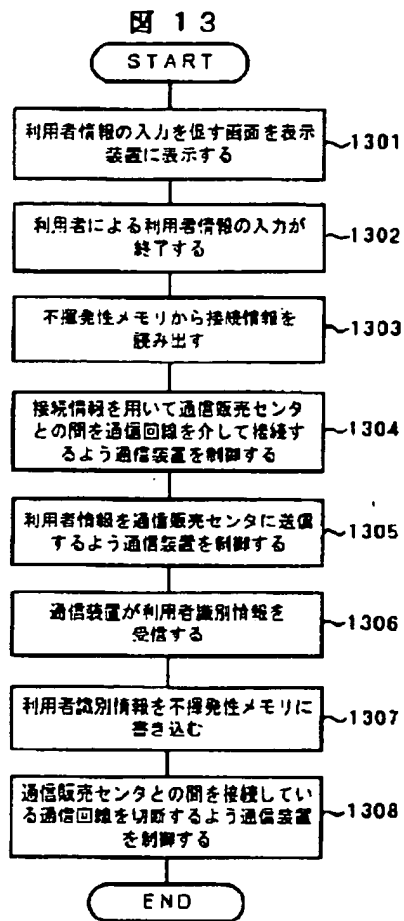 図 13
START
利用者情報の入力を促す画面を表示
装置に表示する
1301
利用者による利用者情報の入力が
終了する
1302
不揮発性メモリから接続情報を
読み出す
1303
接続情報を用いて通信販売センタ
との間を通信回線を介して接続す
るよう通信装置を制御する
1304
利用者情報を通信販売センタに送信
するよう通信装置を制御する
1305
通信装置が利用者識別情報を
受信する
1306
利用者識別情報を不揮発性メモリに
書き込む
1307
通信販売センタとの間を接続してい
る通信回線を切断するよう通信装置
を制御する
1308
END